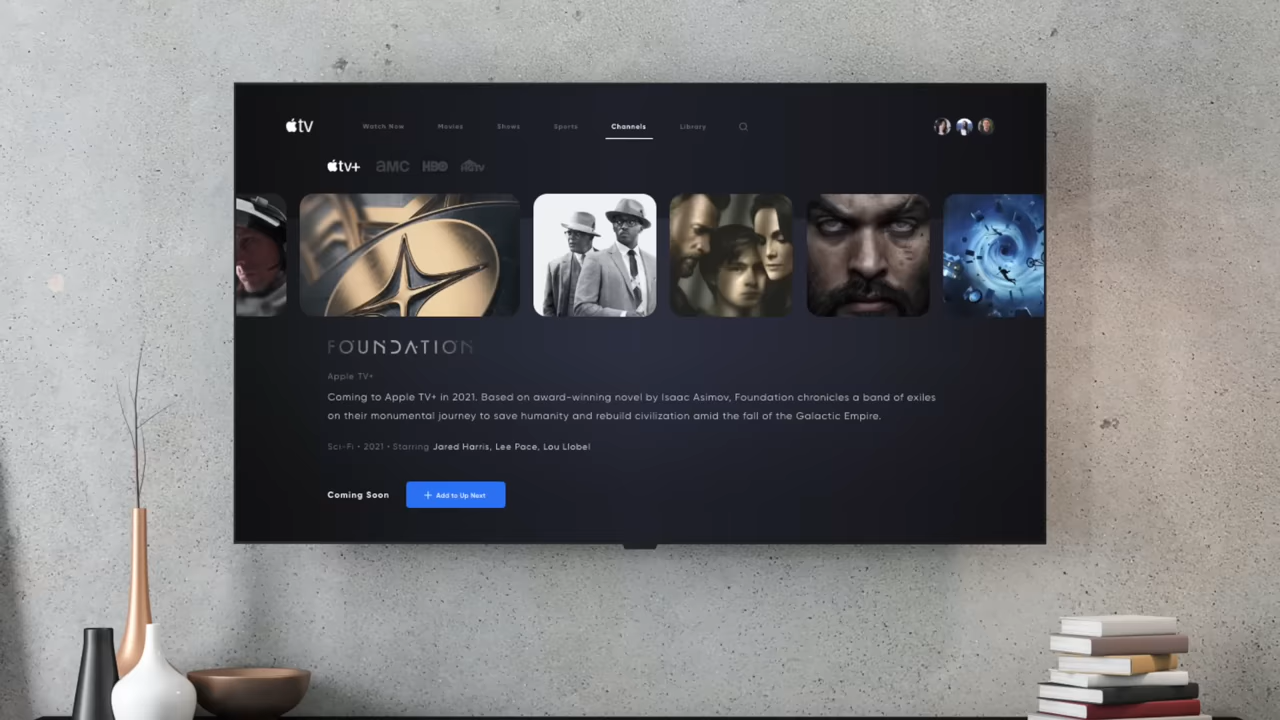 tv
Watch Now
Movies
Shows
Sports
Channels
Library
tv+
aMC
HBO
HGTV
FOUNDATION
Apple TV+
Coming to Apple TV+ in 2021. Based on award-winning novel by Isaac Asimov, Foundation chronicles a band of exiles
on their monumental journey to save humanity and rebuild civilization amid the fall of the Galactic Empire.
Sci-Fi • 2021 • Starring Jared Harris, Lee Pace, Lou Llobel
Coming Soon
+ Add to Up Next